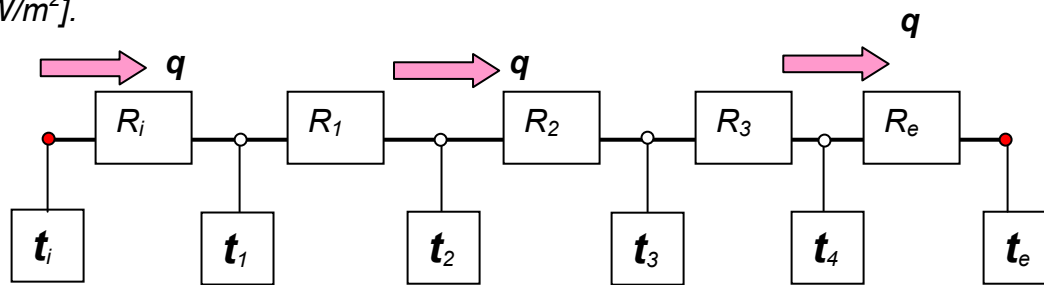 W/m²].
q q q
Rᵢ R₁ R₂ R₃ Rₑ
tᵢ t₁ t₂ t₃ t₄ tₑ